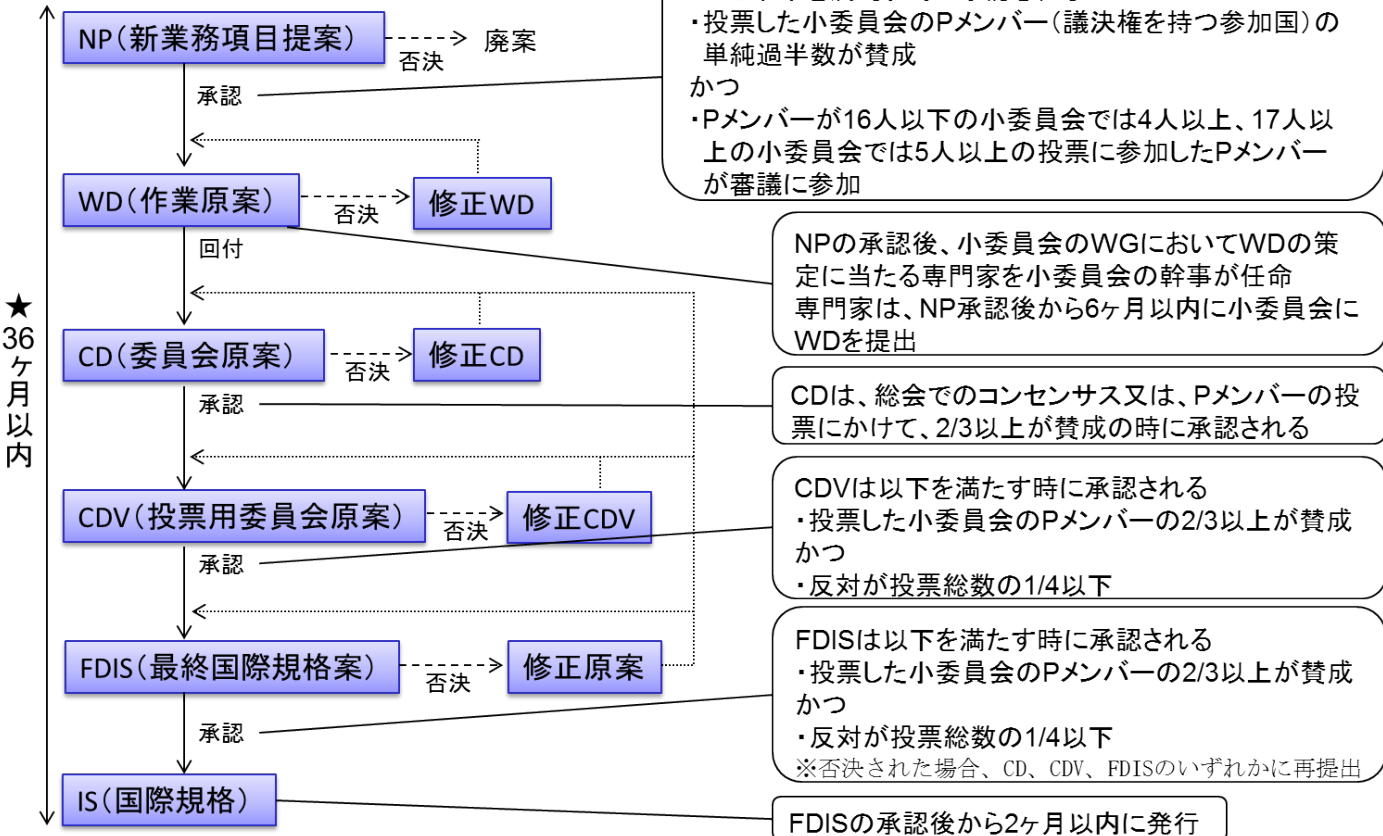 NP(新業務項目提案)
否決
廃案
承認
・投票した小委員会のPメンバー(議決権を持つ参加国)の
単純過半数が賛成
かつ
・Pメンバーが16人以下の小委員会では4人以上、17人以
上の小委員会では5人以上の投票に参加したPメンバー
が審議に参加
WD(作業原案)
否決
修正WD
回付
NPの承認後、小委員会のWGにおいてWDの策
定に当たる専門家を小委員会の幹事が任命
専門家は、NP承認後から6ヶ月以内に小委員会に
WDを提出
★36ヶ月以内
CD(委員会原案)
否決
修正CD
承認
CDは、総会でのコンセンサス又は、Pメンバーの投
票にかけて、2/3以上が賛成の時に承認される
CDV(投票用委員会原案)
否決
修正CDV
承認
CDVは以下を満たす時に承認される
・投票した小委員会のPメンバーの2/3以上が賛成
かつ
・反対が投票総数の1/4以下
FDIS(最終国際規格案)
否決
修正原案
承認
FDISは以下を満たす時に承認される
・投票した小委員会のPメンバーの2/3以上が賛成
かつ
・反対が投票総数の1/4以下
※否決された場合、CD、CDV、FDISのいずれかに再提出
IS(国際規格)
FDISの承認後から2ヶ月以内に発行